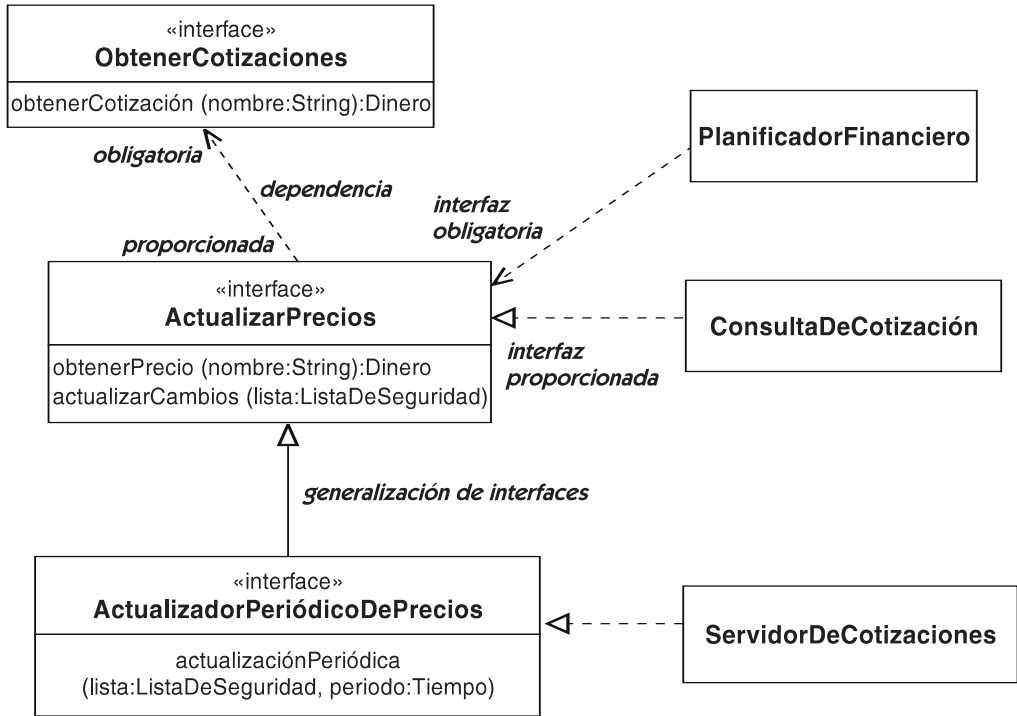 «interface»
ObtenerCotizaciones
obtenerCotización (nombre:String):Dinero
obligatoria
dependencia
proporcionada
PlanificadorFinanciero
interfaz
obligatoria
«interface»
ActualizarPrecios
obtenerPrecio (nombre:String):Dinero
actualizarCambios (lista:ListaDeSeguridad)
ConsultaDeCotización
interfaz
proporcionada
generalización de interfaces
«interface»
ActualizadorPeriódicoDePrecios
actualizaciónPeriódica
(lista:ListaDeSeguridad, periodo:Tiempo)
ServidorDeCotizaciones